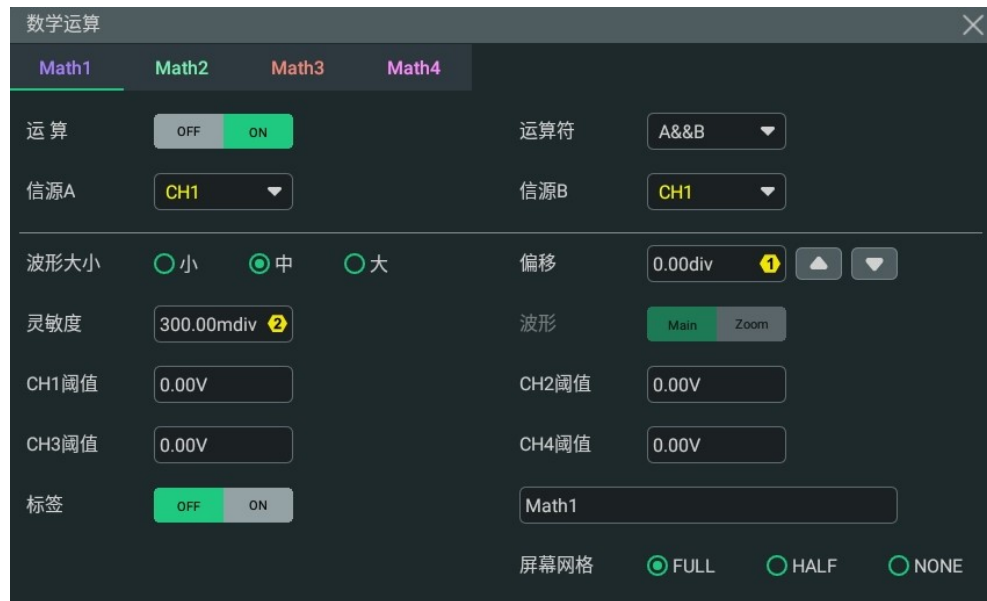 数学运算
Math1 Math2 Math3 Math4
运 算 OFF ON 运算符 A&&B
信源A CH1 信源B CH1
波形大小 小 中 大 偏移 0.00div 1
灵敏度 300.00mdiv 2 波形 Main Zoom
CH1阈值 0.00V CH2阈值 0.00V
CH3阈值 0.00V CH4阈值 0.00V
标签 OFF ON Math1
屏幕网格 FULL HALF NONE